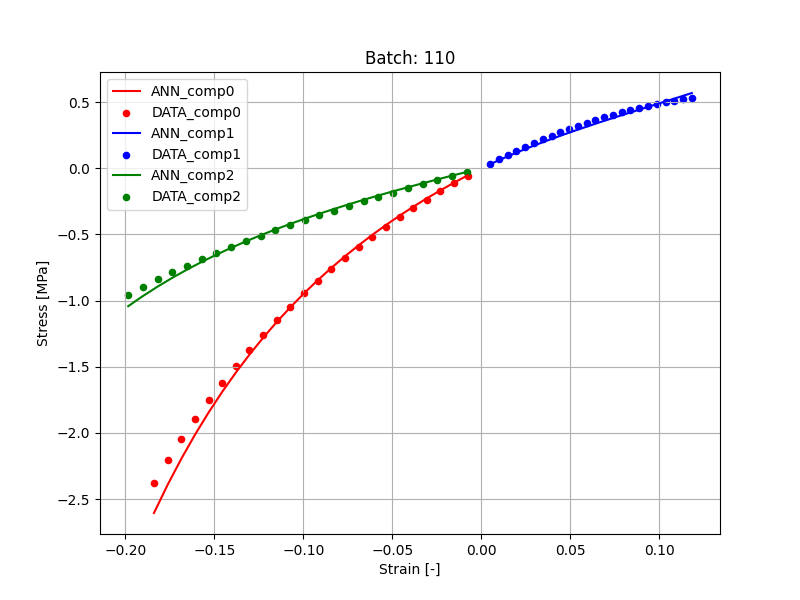 Batch: 110
ANN_comp0
DATA_comp0
ANN_comp1
DATA_comp1
ANN_comp2
DATA_comp2
0.5
0.0
−0.5
−1.0
−1.5
−2.0
−2.5
Stress [MPa]
−0.20 −0.15 −0.10 −0.05 0.00 0.05 0.10
Strain [-]